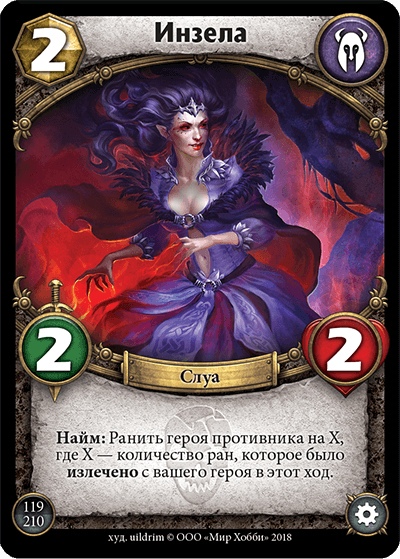 2
Инзела
2
2
Слуа
Найм: Ранить героя противника на X,
где X — количество ран, которое было
излечено с вашего героя в этот ход.
119
210
худ. uildrim © ООО «Мир Хобби» 2018